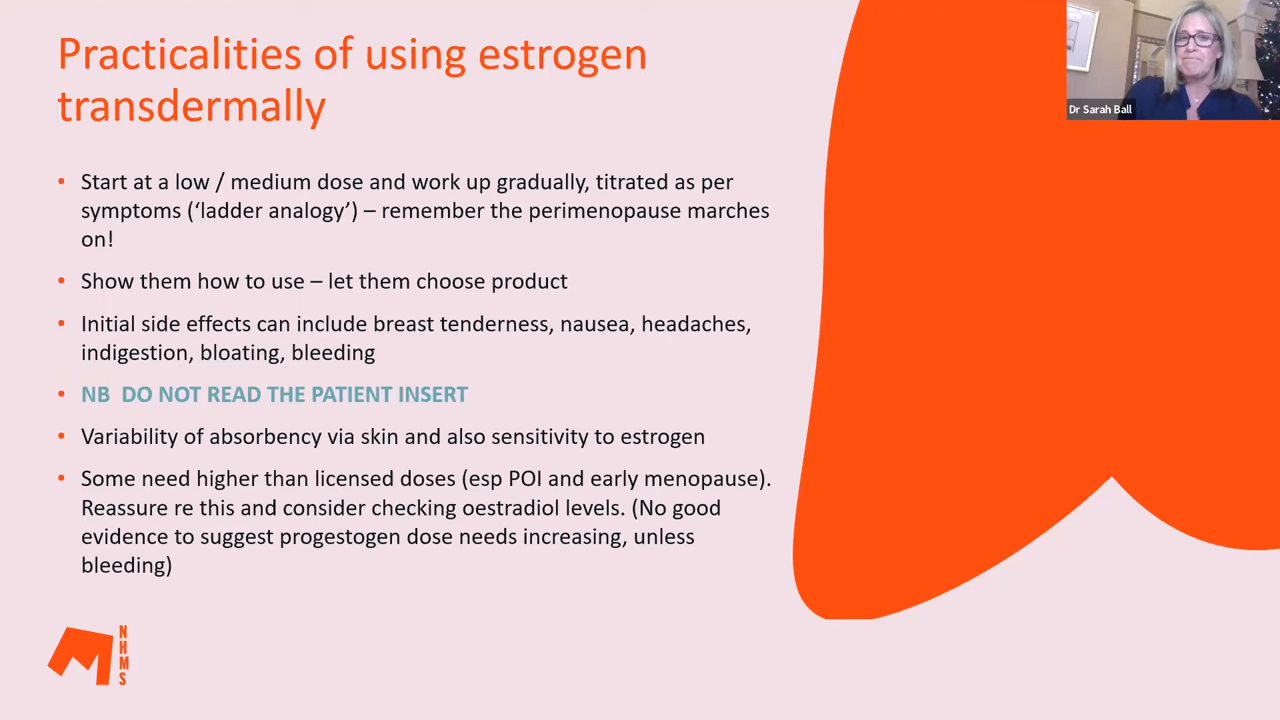 Practicalities of using estrogen
transdermally
Dr Sarah Ball
• Start at a low / medium dose and work up gradually, titrated as per
symptoms (‘ladder analogy’) – remember the perimenopause marches
on!
• Show them how to use – let them choose product
• Initial side effects can include breast tenderness, nausea, headaches,
indigestion, bloating, bleeding
• NB  DO NOT READ THE PATIENT INSERT
• Variability of absorbency via skin and also sensitivity to estrogen
• Some need higher than licensed doses (esp POI and early menopause).
Reassure re this and consider checking oestradiol levels. (No good
evidence to suggest progestogen dose needs increasing, unless
bleeding)
NHMS